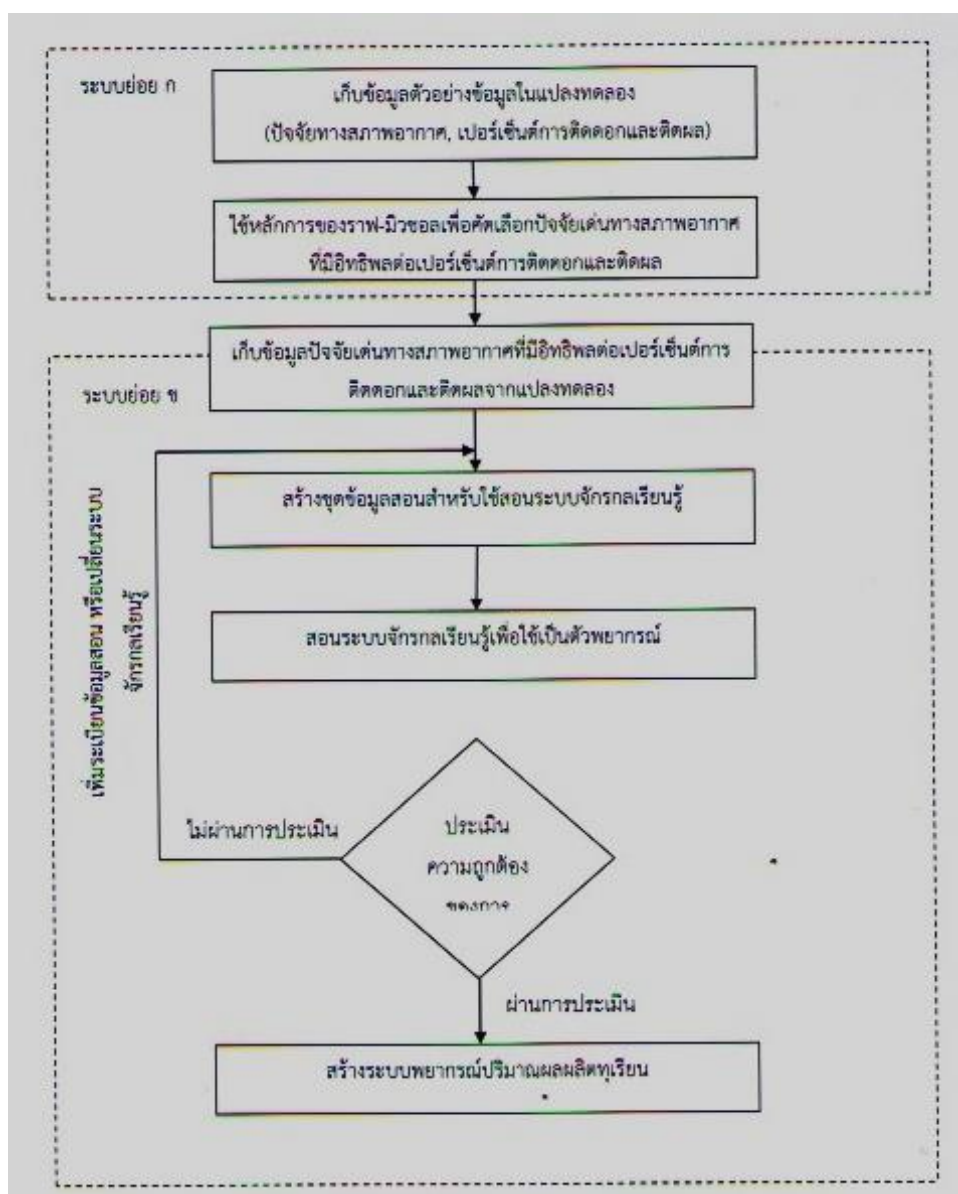 ระบบย่อย ก
เก็บข้อมูลตัวอย่างข้อมูลในแปลงทดลอง
(ปัจจัยทางสภาพอากาศ, เปอร์เซ็นต์การติดดอกและติดผล)
ใช้หลักการของราฟ-มิวชอลเพื่อคัดเลือกปัจจัยเด่นทางสภาพอากาศ
ที่มีอิทธิพลต่อเปอร์เซ็นต์การติดดอกและติดผล
เก็บข้อมูลปัจจัยเด่นทางสภาพอากาศที่มีอิทธิพลต่อเปอร์เซ็นต์การ
ติดดอกและติดผลจากแปลงทดลอง
ระบบย่อย ข
สร้างชุดข้อมูลสอนสำหรับใช้สอนระบบจักรกลเรียนรู้
เพิ่มระเบียนข้อมูลสอน หรือเปลี่ยนระบบ
จักรกลเรียนรู้
สอนระบบจักรกลเรียนรู้เพื่อใช้เป็นตัวพยากรณ์
ไม่ผ่านการประเมิน
ประเมิน
ความถูกต้อง
ของการ
ผ่านการประเมิน
สร้างระบบพยากรณ์ปริมาณผลผลิตทุเรียน